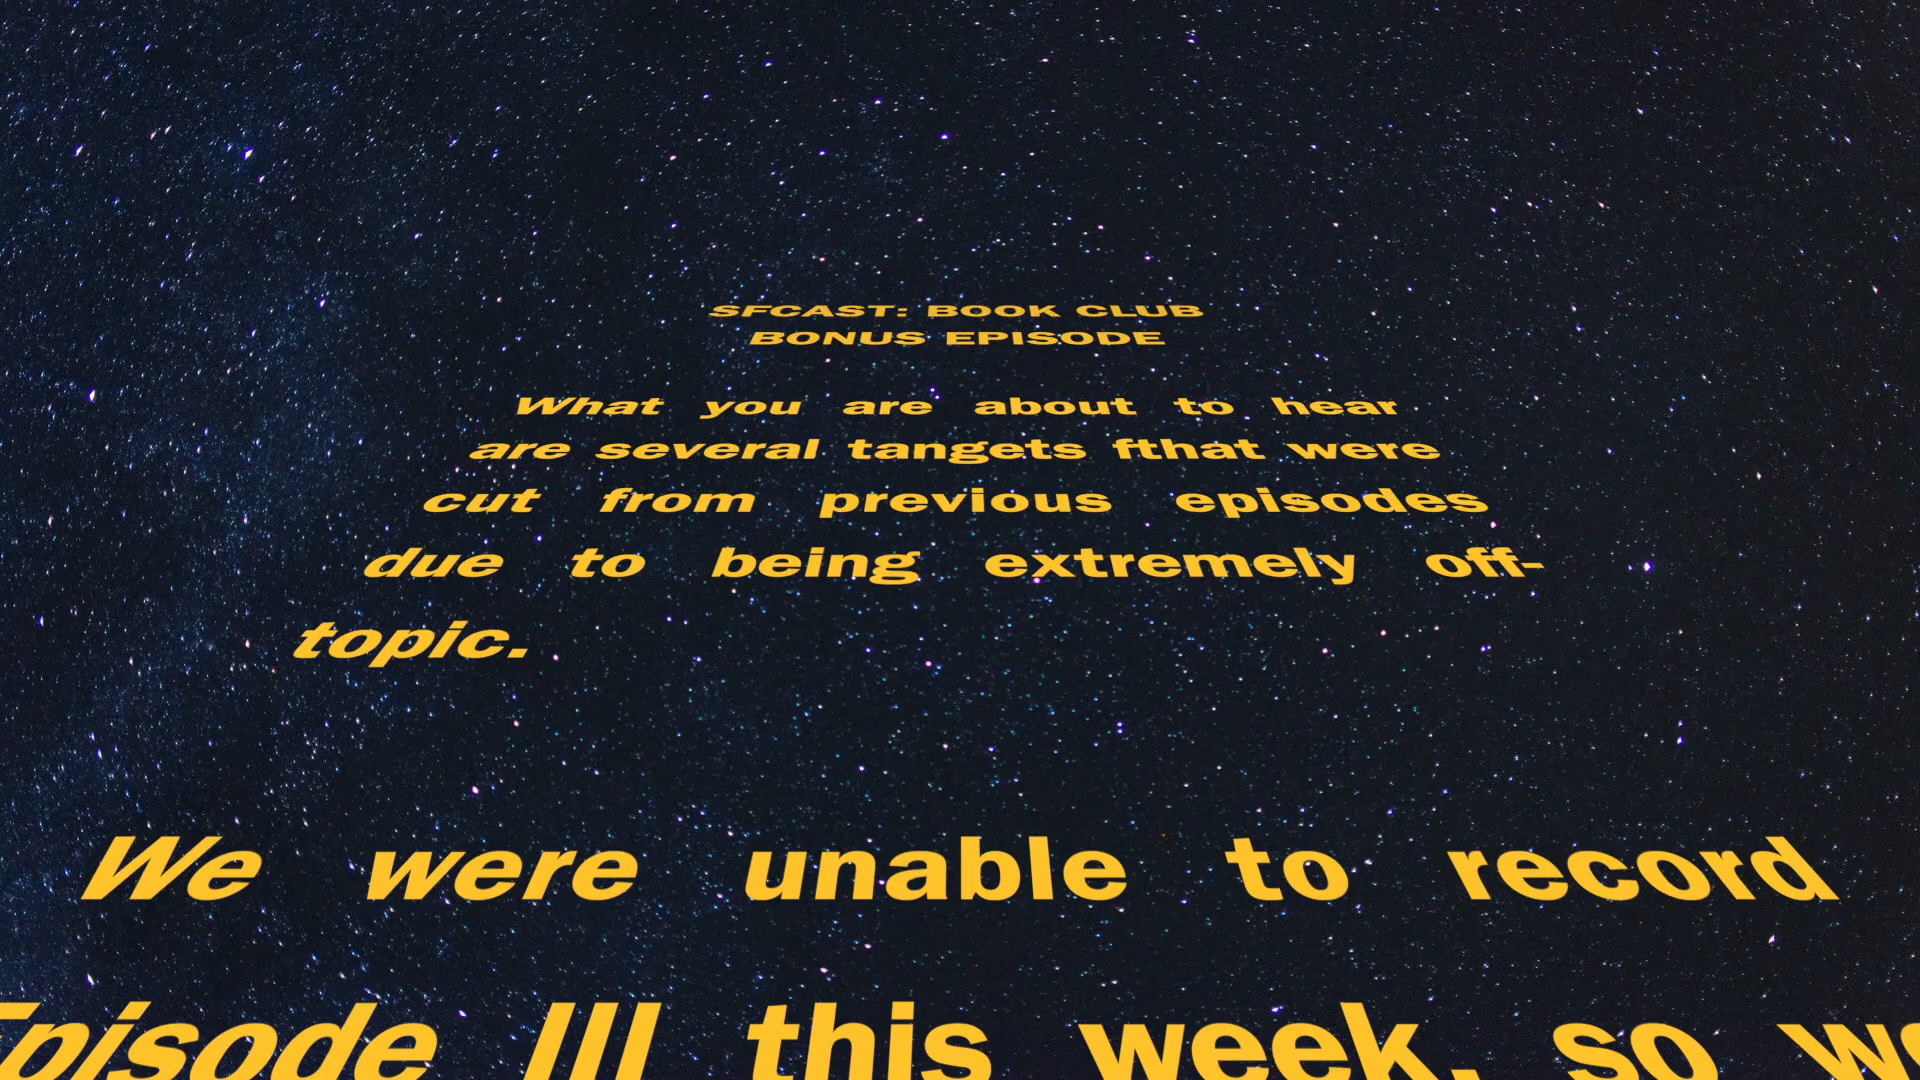 SFCAST: BOOK CLUB
BONUS EPISODE
What you are about to hear
are several tangets fthat were
cut from previous episodes
due to being extremely off-
topic.
We were unable to record
Episode III this week, so we